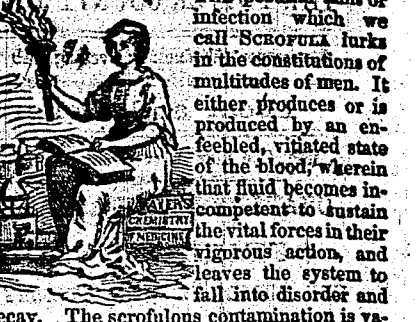 infection which we
call SCROFULA lurks
in the constitutions of
multitudes of men. It
either produces or is
produced by an en-
feebled, vitiated state
of the blood, wherein
that fluid becomes in-
competent to sustain
the vital forces in their
vigorous action, and
leaves the system to
fall into disorder and
decay. The scrofulous contamination is va-
AYER'S
CHEMISTRY
MEDICINE